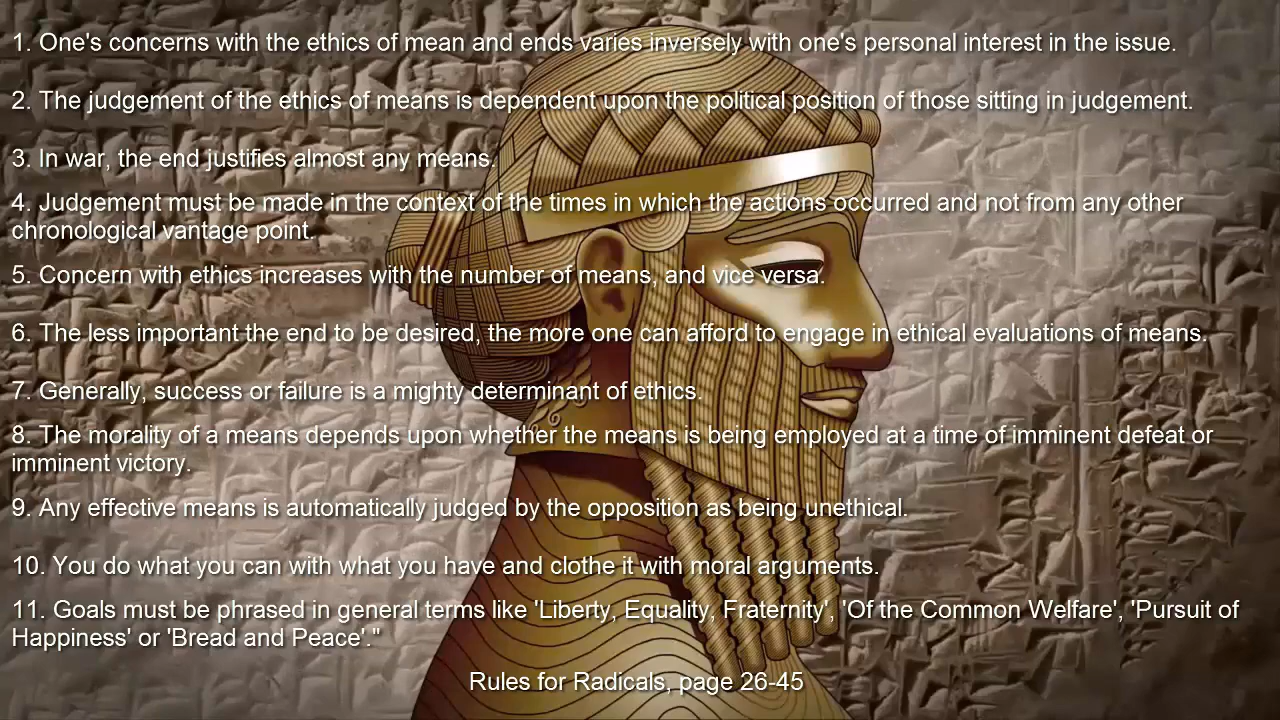 1. One's concerns with the ethics of mean and ends varies inversely with one's personal interest in the issue.
2. The judgement of the ethics of means is dependent upon the political position of those sitting in judgement.
3. In war, the end justifies almost any means.
4. Judgement must be made in the context of the times in which the actions occurred and not from any other
chronological vantage point.
5. Concern with ethics increases with the number of means, and vice versa.
6. The less important the end to be desired, the more one can afford to engage in ethical evaluations of means.
7. Generally, success or failure is a mighty determinant of ethics.
8. The morality of a means depends upon whether the means is being employed at a time of imminent defeat or
imminent victory.
9. Any effective means is automatically judged by the opposition as being unethical.
10. You do what you can with what you have and clothe it with moral arguments.
11. Goals must be phrased in general terms like 'Liberty, Equality, Fraternity', 'Of the Common Welfare', 'Pursuit of
Happiness' or 'Bread and Peace'."
Rules for Radicals, page 26-45